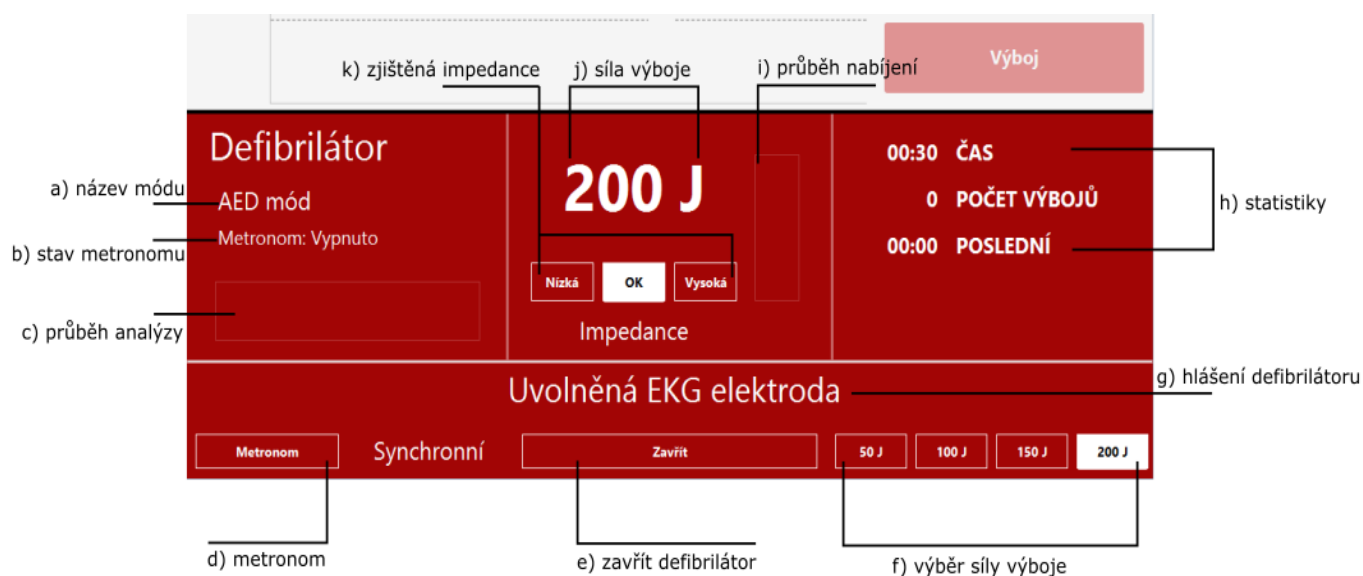 Výboj
k) zjištěná impedance
j) síla výboje
i) průběh nabíjení
Defibrilátor
a) název módu
AED mód
b) stav metronomu
Metronom: Vypnuto
c) průběh analýzy
200 J
Nízká
OK
Vysoká
Impedance
00:30 ČAS
0 POČET VÝBOJŮ
00:00 POSLEDNÍ
h) statistiky
Uvolněná EKG elektroda
g) hlášení defibrilátoru
Metronom
Synchronní
Zavřít
50 J
100 J
150 J
200 J
d) metronom
e) zavřít defibrilátor
f) výběr síly výboje